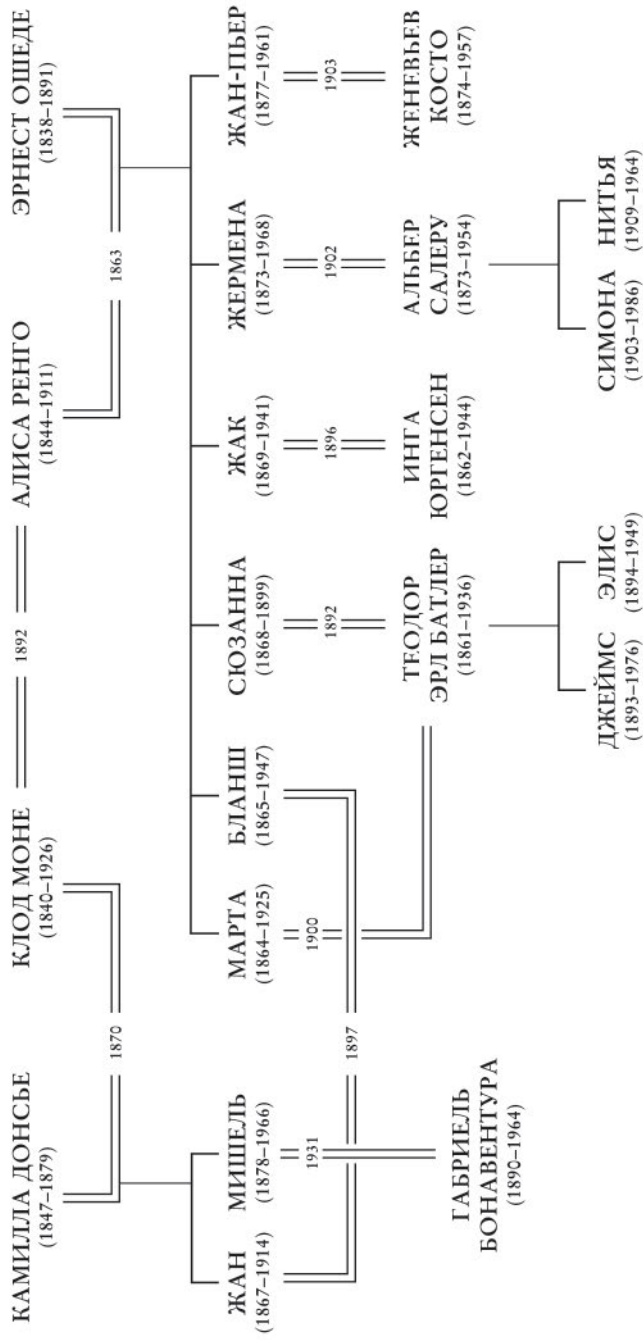 КАМИЛЛА ДОНСЬЕ
(1847–1879)
КЛОД МОНЕ
(1840–1926)
1892
АЛИСА РЕНГО
(1844–1911)
ЭРНЕСТ ОШЕДЕ
(1838–1891)
1870
1863
ЖАН
(1867–1914)
МИШЕЛЬ
(1878–1966)
МАРТА
(1864–1925)
БЛАНШ
(1865–1947)
СЮЗАННА
(1868–1899)
ЖАК
(1869–1941)
ЖЕРМЕНА
(1873–1968)
ЖАН-ПЬЕР
(1877–1961)
1931
1900
1892
1896
1902
1903
1897
ГАБРИЕЛЬ
БОНАВЕНТУРА
(1890–1964)
ТЕОДОР
ЭРЛ БАТЛЕР
(1861–1936)
ИНГА
ЮРГЕНСЕН
(1862–1944)
АЛЬБЕР
САЛЕРУ
(1873–1954)
ЖЕНЕВЬЕВ
КОСТО
(1874–1957)
ДЖЕЙМС
(1893–1976)
ЭЛИС
(1894–1949)
СИМОНА
(1903–1986)
НИТЬЯ
(1909–1964)